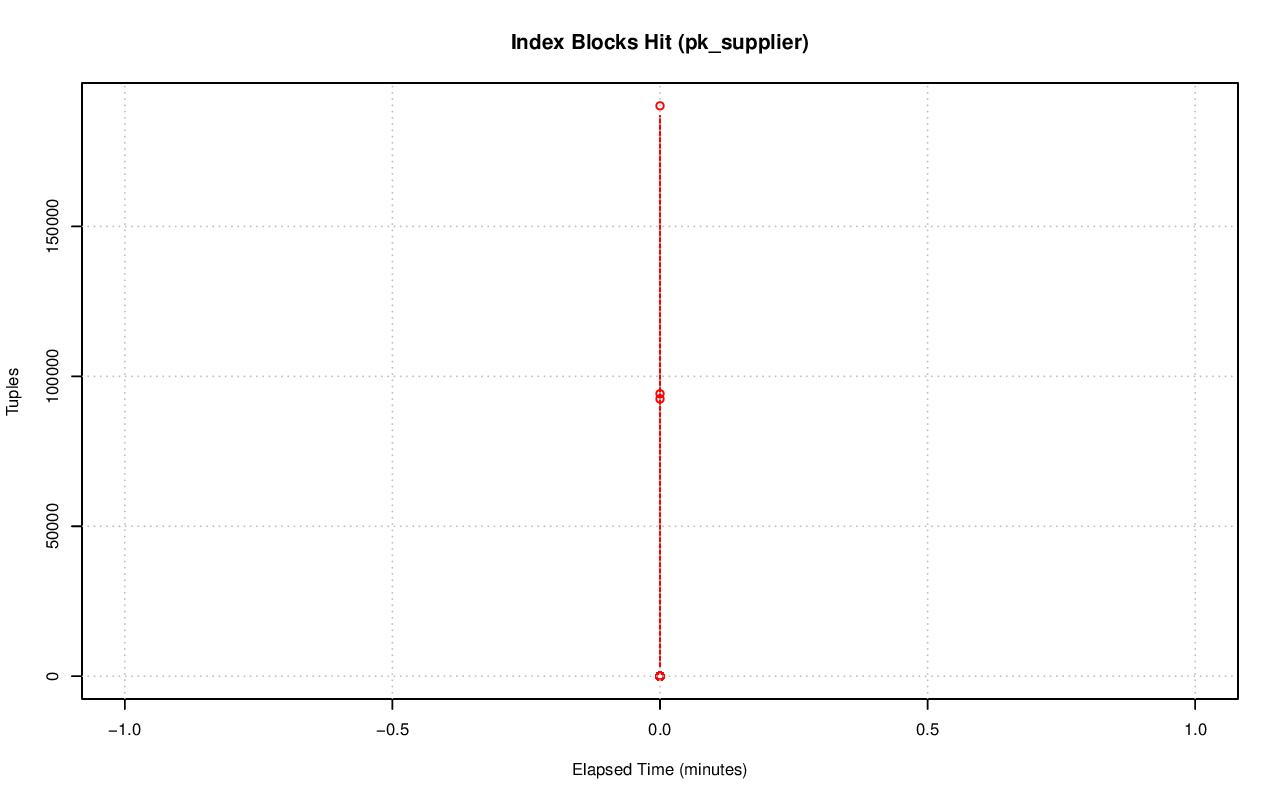 Index Blocks Hit (pk_supplier)
Tuples
150000
100000
50000
0
−1.0 −0.5 0.0 0.5 1.0
Elapsed Time (minutes)